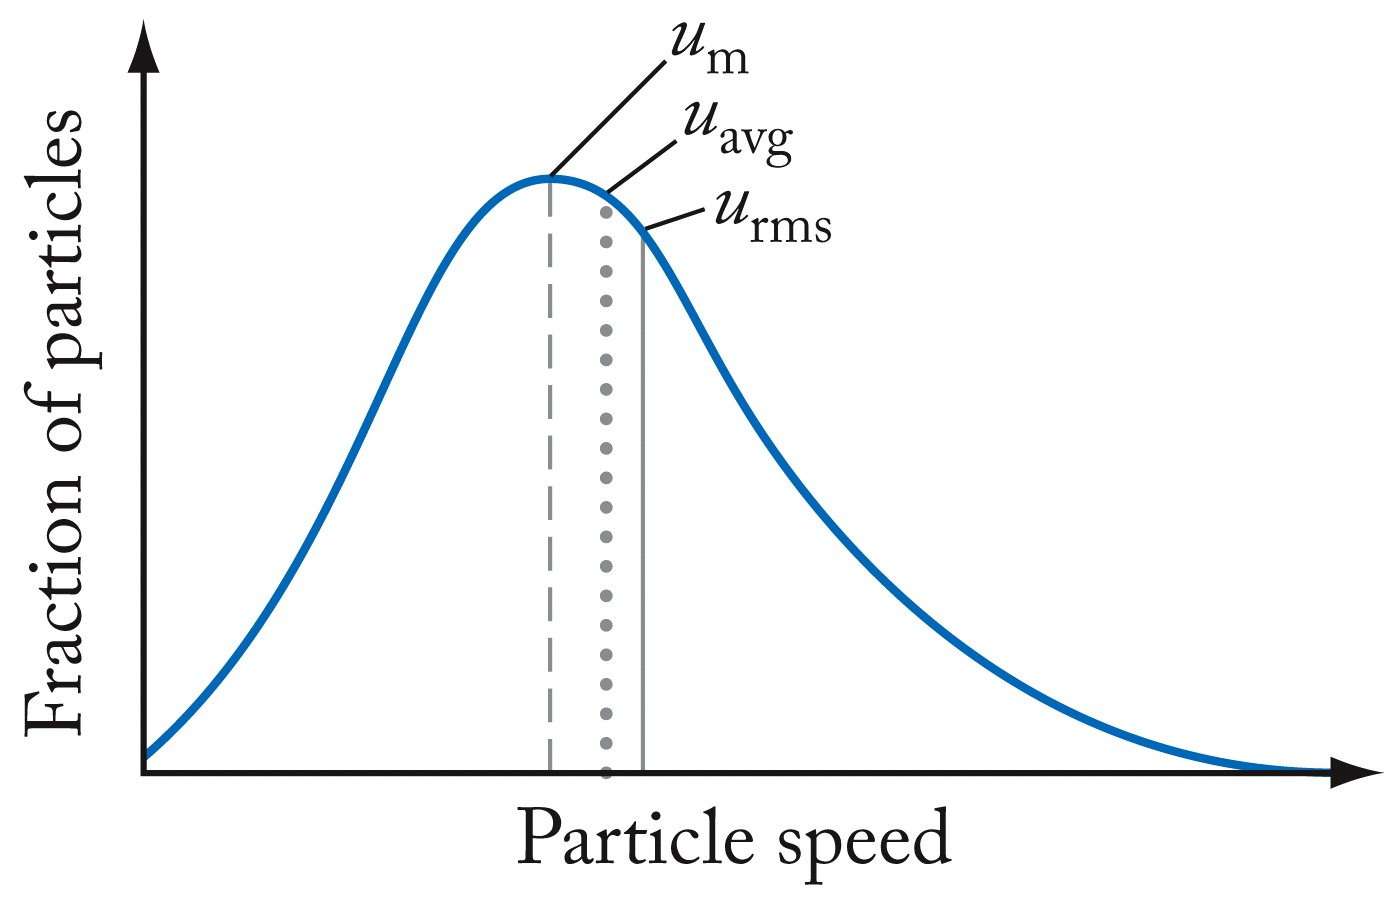 u_m
u_avg
u_rms
Fraction of particles
Particle speed